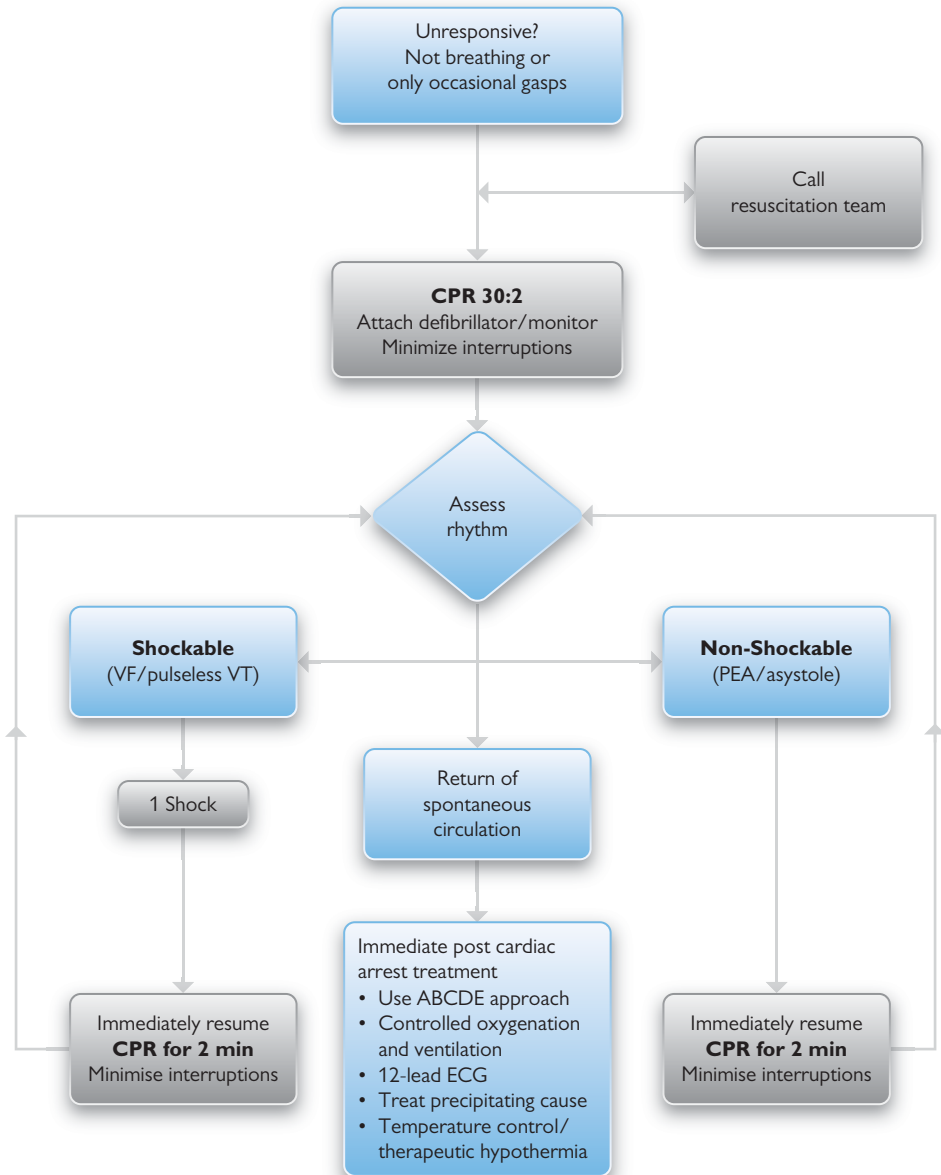 Unresponsive?
Not breathing or
only occasional gasps
Call
resuscitation team
CPR 30:2
Attach defibrillator/monitor
Minimize interruptions
Assess
rhythm
Shockable
(VF/pulseless VT)
Non-Shockable
(PEA/asystole)
1 Shock
Return of
spontaneous
circulation
Immediately resume
CPR for 2 min
Minimise interruptions
Immediate post cardiac
arrest treatment
• Use ABCDE approach
• Controlled oxygenation
and ventilation
• 12-lead ECG
• Treat precipitating cause
• Temperature control/
therapeutic hypothermia
Immediately resume
CPR for 2 min
Minimise interruptions